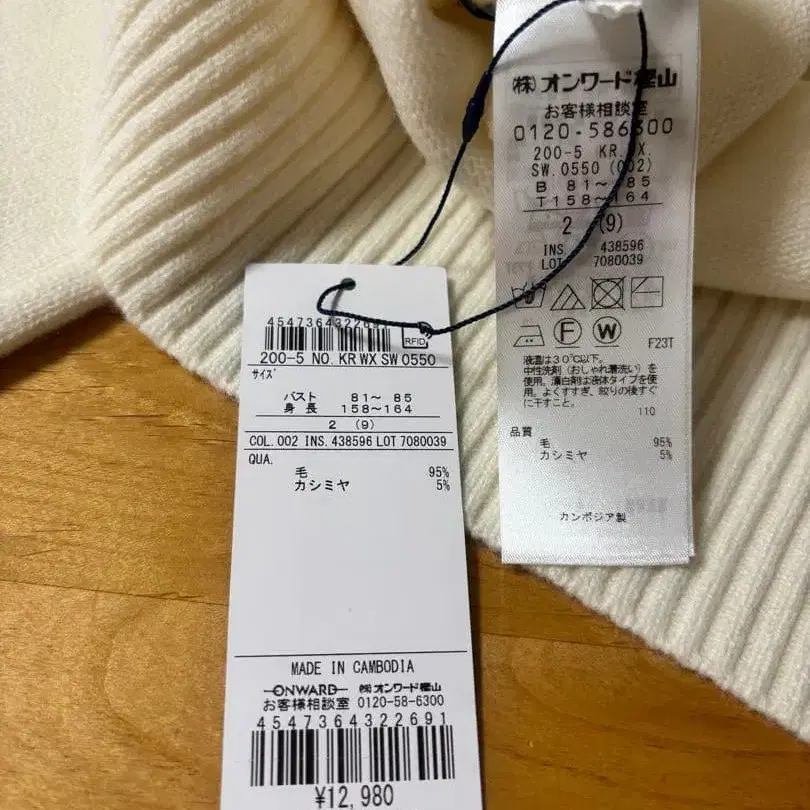 ㈱オンワード樫山
お客様相談室
0120-586300
200-5 KR.WX.
SW.0550 (002)
B 81～ 85
T158～164
2 (9)
INS 438596
LOT 7080039
F23T
液温は30℃以下。
中性洗剤（おしゃれ着洗い）を
使用。漂白剤は液体タイプを使
用。よくすすぎ、絞りの後すぐ
に干すこと。
110
品質
毛 95%
カシミヤ 5%
カンボジア製
4547364322691
RFID
200-5 NO. KR WX SW 0550
サイズ
バスト 81～ 85
身長 158～164
2 (9)
COL. 002 INS. 438596 LOT 7080039
QUA.
毛 95%
カシミヤ 5%
MADE IN CAMBODIA
ONWARD ㈱オンワード樫山
お客様相談室 0120-58-6300
4547364322691
¥12,980